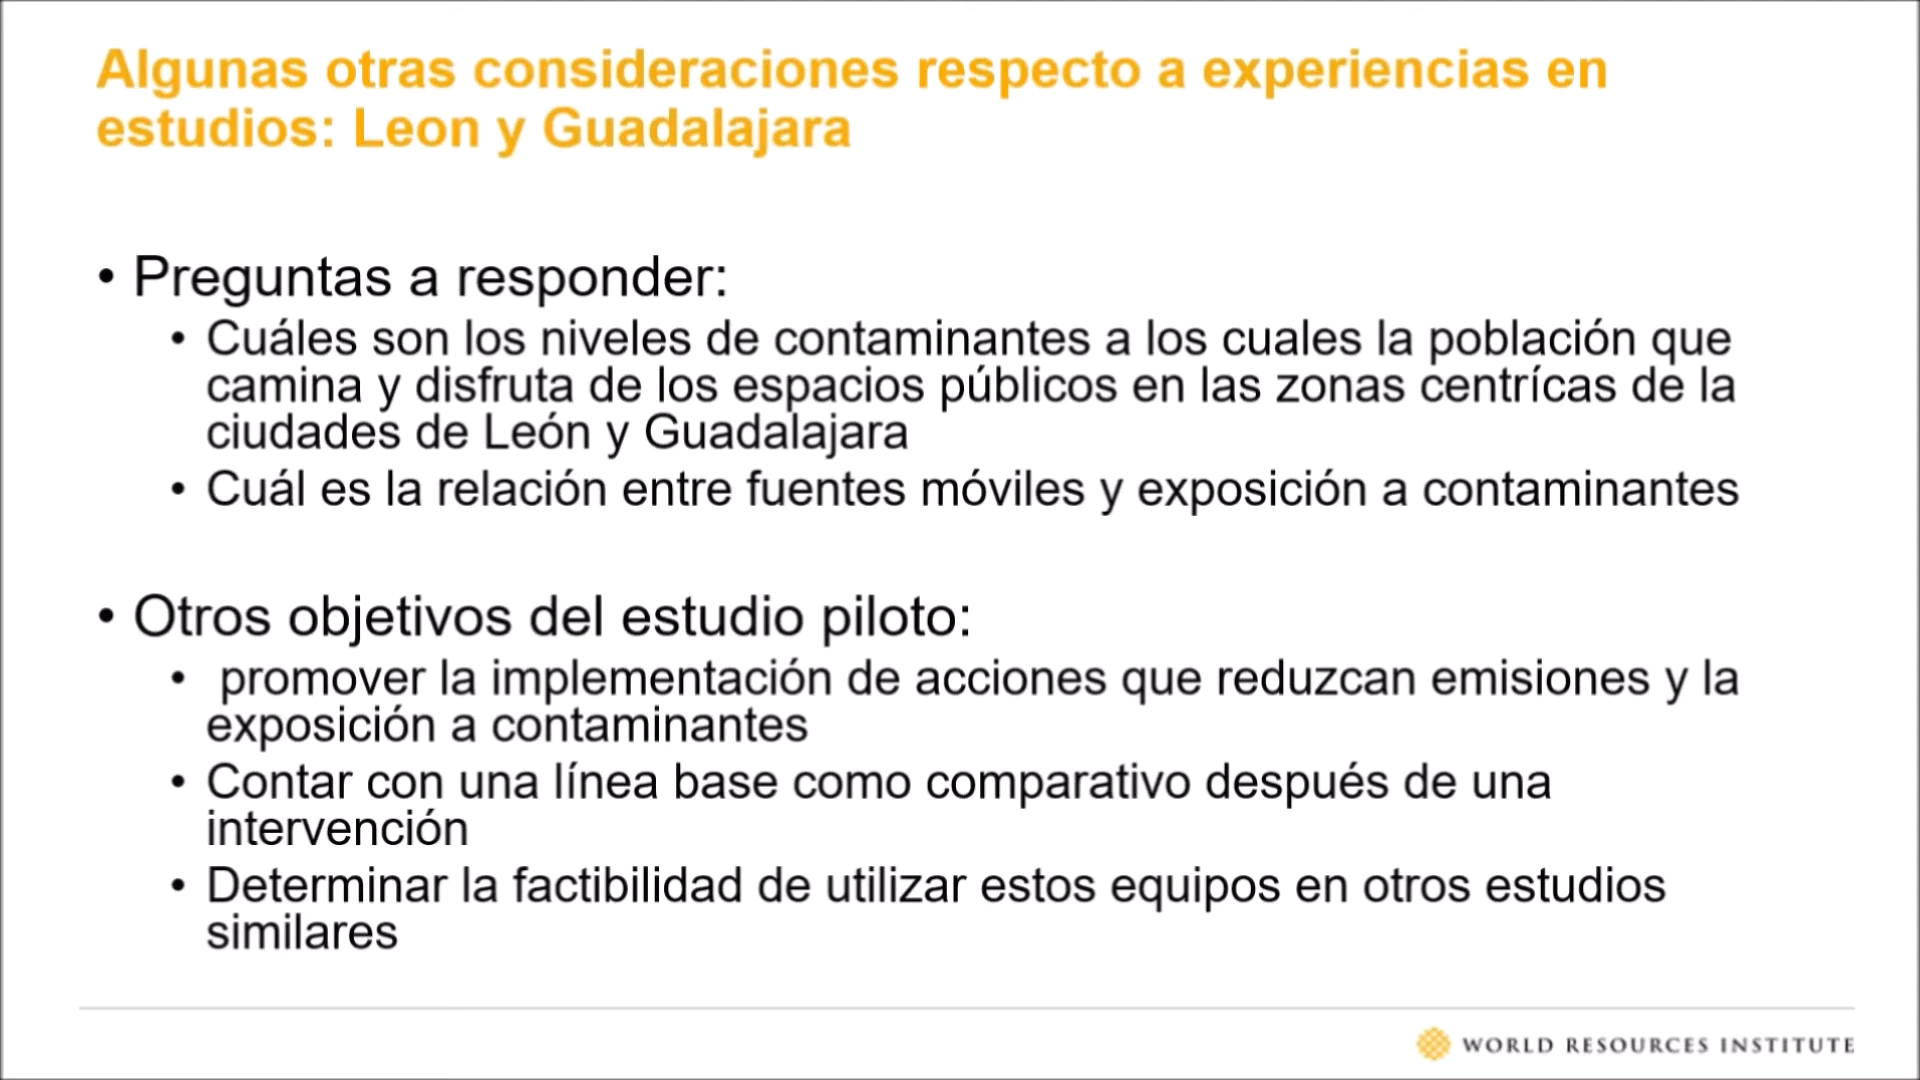 Algunas otras consideraciones respecto a experiencias en
estudios: Leon y Guadalajara
• Preguntas a responder:
• Cuáles son los niveles de contaminantes a los cuales la población que
camina y disfruta de los espacios públicos en las zonas centrícas de la
ciudades de León y Guadalajara
• Cuál es la relación entre fuentes móviles y exposición a contaminantes
• Otros objetivos del estudio piloto:
• promover la implementación de acciones que reduzcan emisiones y la
exposición a contaminantes
• Contar con una línea base como comparativo después de una
intervención
• Determinar la factibilidad de utilizar estos equipos en otros estudios
similares
WORLD RESOURCES INSTITUTE